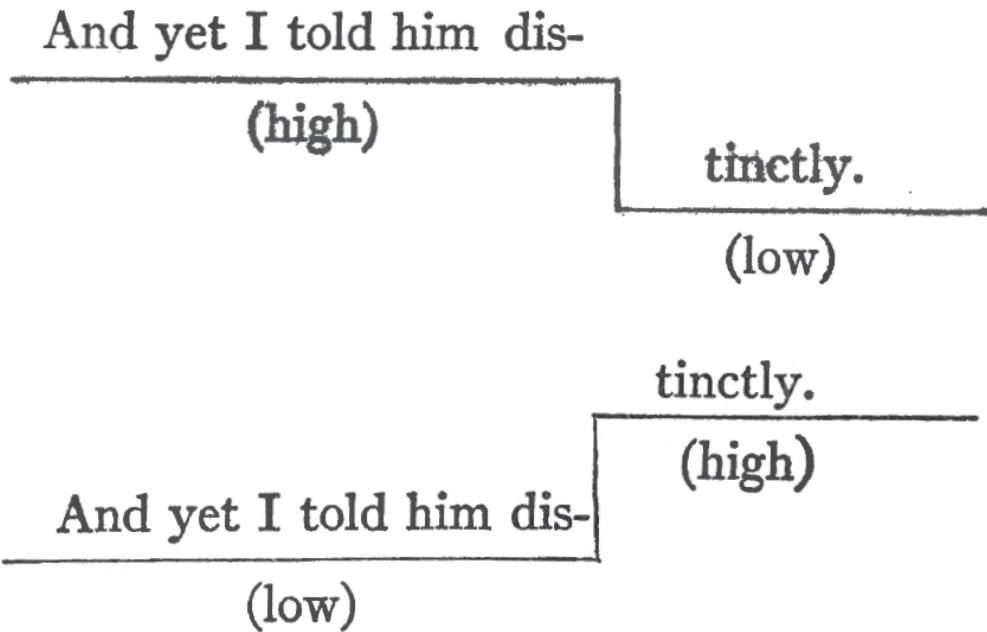 And yet I told him dis-
(high)
tinctly.
(low)
tinctly.
(high)
And yet I told him dis-
(low)